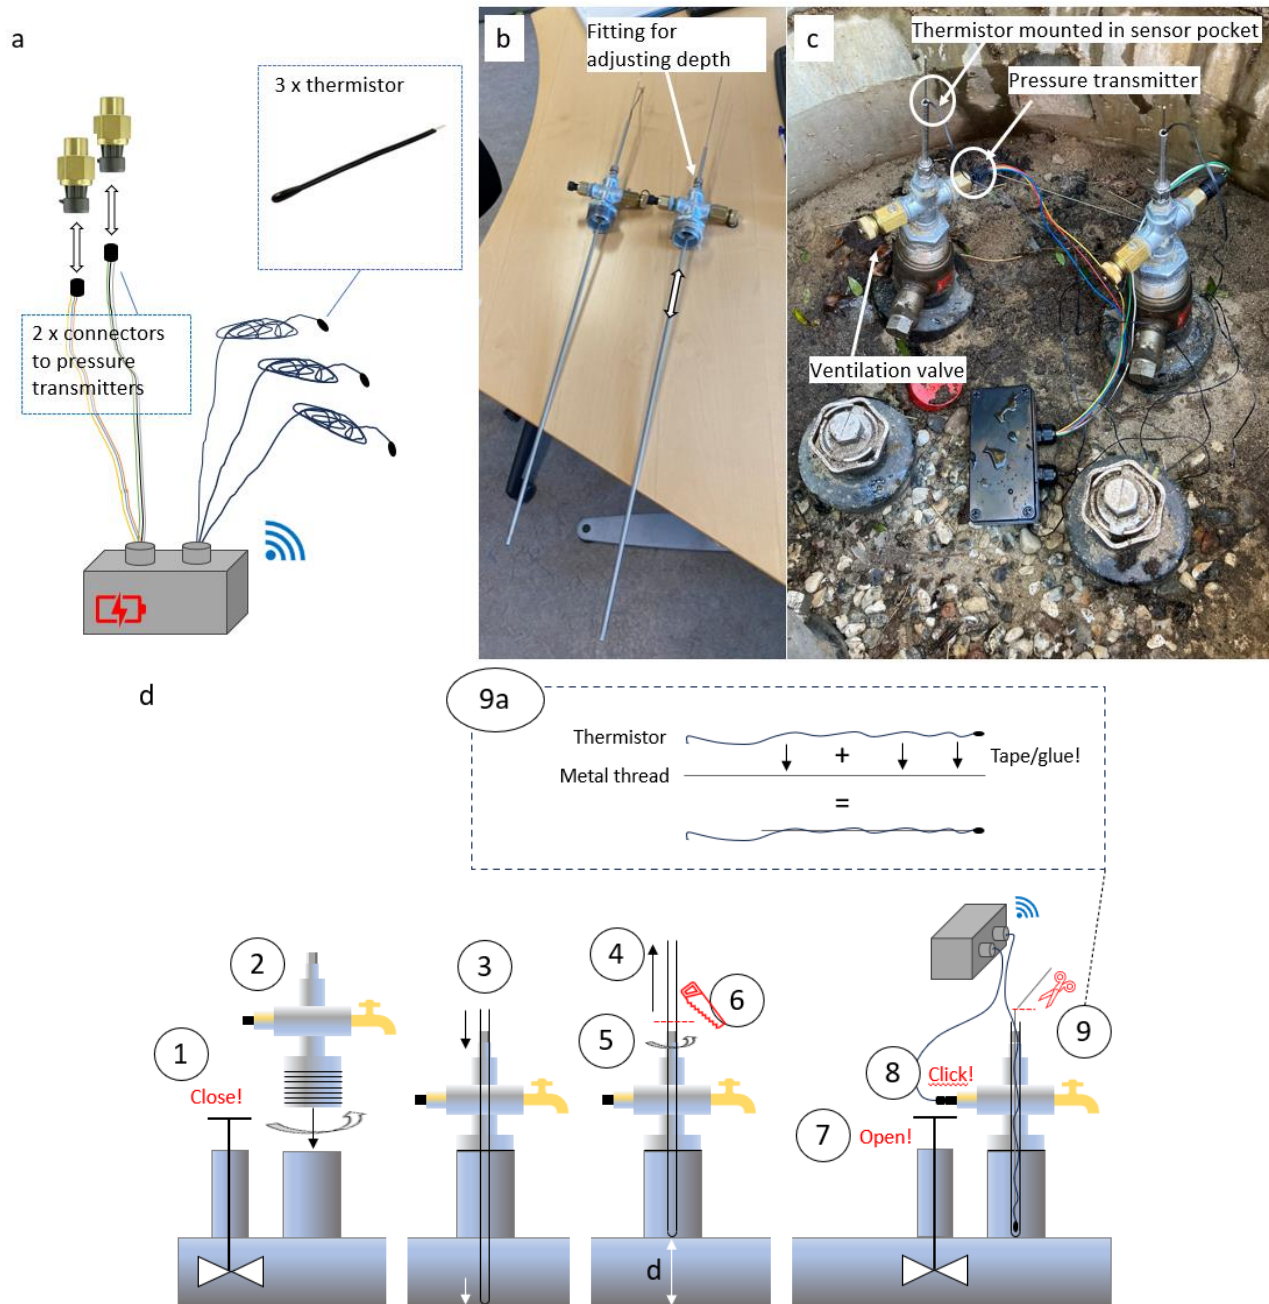 a
3 x thermistor
2 x connectors
to pressure
transmitters
b
Fitting for
adjusting depth
c
Thermistor mounted in sensor pocket
Pressure transmitter
Ventilation valve
d
9a
Thermistor
+
Tape/glue!
Metal thread
=
1
Close!
2
3
4
5
6
d
7
Open!
8
Click!
9